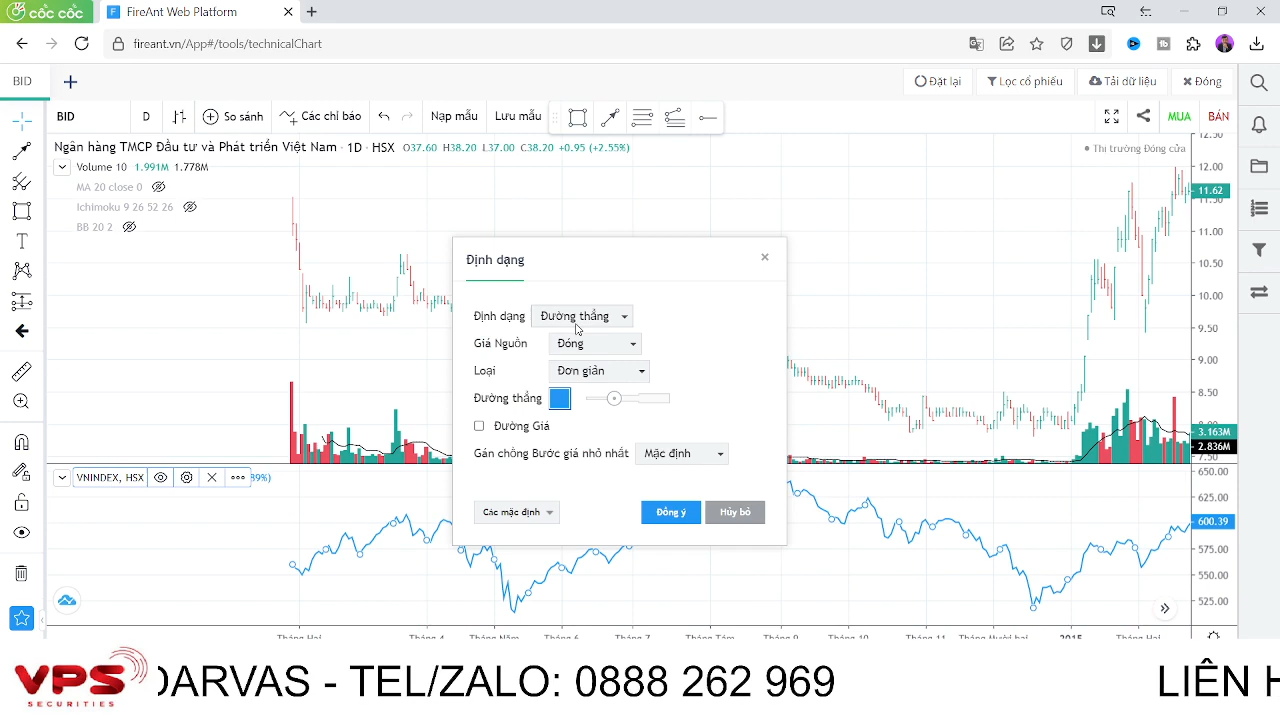 cốc cốc
F FireAnt Web Platform
fireant.vn/App#/tools/technicalChart
BID
Đặt lại
Lọc cổ phiếu
Tải dữ liệu
Đóng
BID
D
So sánh
Các chỉ báo
Nạp mẫu
Lưu mẫu
MUA
BÁN
Ngân hàng TMCP Đầu tư và Phát triển Việt Nam · 1D · HSX O37.60 H38.20 L37.00 C38.20 +0.95 (+2.55%)
Thị trường Đóng cửa
Volume 10 1.991M 1.778M
MA 20 close 0
Ichimoku 9 26 52 26
BB 20 2
12.50
12.00
11.62
11.50
11.00
10.50
10.00
9.50
9.00
8.50
8.00
3.163M
2.836M
7.50
Định dạng
Định dạng Đường thẳng
Giá Nguồn Đóng
Loại Đơn giản
Đường thẳng
Đường Giá
Gán nhãn Bước giá nhỏ nhất Mặc định
Các mặc định
Đồng ý
Hủy bỏ
VNINDEX, HSX
39%)
650.00
625.00
600.39
575.00
550.00
525.00
Tháng Hai
Tháng 4
Tháng Năm
Tháng 6
Tháng 7
Tháng Tám
Tháng 9
Tháng 10
Tháng 11
Tháng Mười hai
2015
Tháng Hai
VPS
SECURITIES
DARVAS - TEL/ZALO: 0888 262 969
LIÊN H